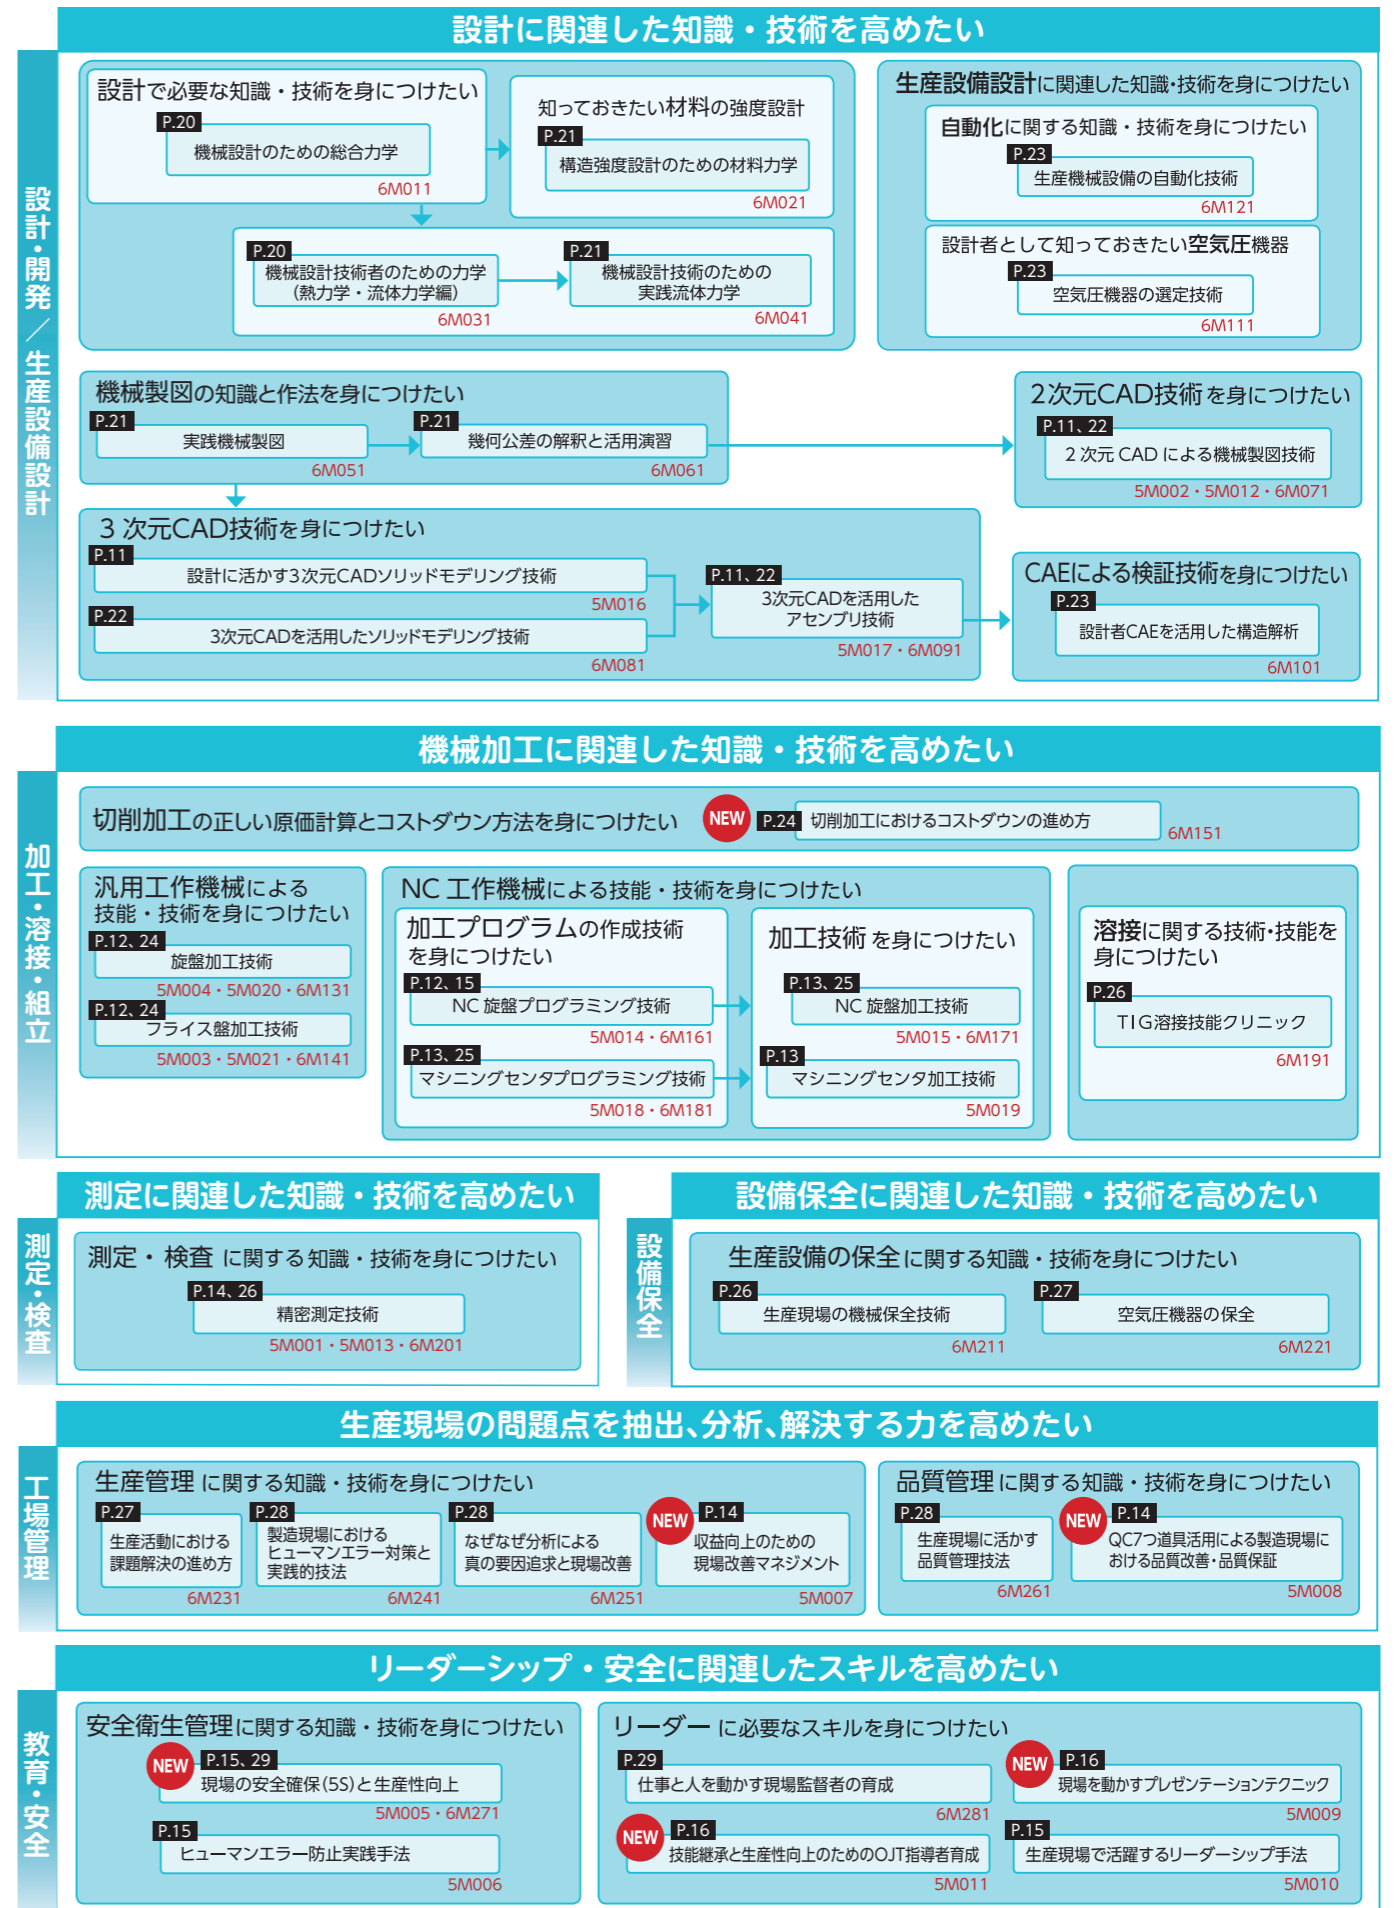 設計に関連した知識・技術を高めたい
設計・開発／生産設備設計
設計で必要な知識・技術を身につけたい
P.20
機械設計のための総合力学
6M011
知っておきたい材料の強度設計
P.21
構造強度設計のための材料力学
6M021
P.20
機械設計技術者のための力学
（熱力学・流体力学編）
6M031
P.21
機械設計技術のための
実践流体力学
6M041
生産設備設計に関連した知識・技術を身につけたい
自動化に関する知識・技術を身につけたい
P.23
生産機械設備の自動化技術
6M121
設計者として知っておきたい空気圧機器
P.23
空気圧機器の選定技術
6M111
機械製図の知識と作法を身につけたい
P.21
実践機械製図
6M051
P.21
幾何公差の解釈と活用演習
6M061
2次元CAD技術を身につけたい
P.11、22
2次元 CAD による機械製図技術
5M002・5M012・6M071
3 次元CAD技術を身につけたい
P.11
設計に活かす3次元CADソリッドモデリング技術
5M016
P.22
3次元CADを活用したソリッドモデリング技術
6M081
P.11、22
3次元CADを活用した
アセンブリ技術
5M017・6M091
CAEによる検証技術を身につけたい
P.23
設計者CAEを活用した構造解析
6M101
機械加工に関連した知識・技術を高めたい
加工・溶接・組立
切削加工の正しい原価計算とコストダウン方法を身につけたい
NEW
P.24
切削加工におけるコストダウンの進め方
6M151
汎用工作機械による
技能・技術を身につけたい
P.12、24
旋盤加工技術
5M004・5M020・6M131
P.12、24
フライス盤加工技術
5M003・5M021・6M141
NC 工作機械による技能・技術を身につけたい
加工プログラムの作成技術
を身につけたい
P.12、15
NC 旋盤プログラミング技術
5M014・6M161
P.13、25
マシニングセンタプログラミング技術
5M018・6M181
加工技術 を身につけたい
P.13、25
NC 旋盤加工技術
5M015・6M171
P.13
マシニングセンタ加工技術
5M019
溶接に関する技術・技能を
身につけたい
P.26
TIG溶接技能クリニック
6M191
測定に関連した知識・技術を高めたい
測定・検査
測定・検査 に関する知識・技術を身につけたい
P.14、26
精密測定技術
5M001・5M013・6M201
設備保全に関連した知識・技術を高めたい
設備保全
生産設備の保全に関する知識・技術を身につけたい
P.26
生産現場の機械保全技術
6M211
P.27
空気圧機器の保全
6M221
生産現場の問題点を抽出、分析、解決する力を高めたい
工場管理
生産管理 に関する知識・技術を身につけたい
P.27
生産活動における
課題解決の進め方
6M231
P.28
製造現場における
ヒューマンエラー対策と
実践的技法
6M241
P.28
なぜなぜ分析による
真の要因追求と現場改善
6M251
NEW
P.14
収益向上のための
現場改善マネジメント
5M007
品質管理 に関する知識・技術を身につけたい
P.28
生産現場に活かす
品質管理技法
6M261
NEW
P.14
QC7つ道具活用による製造現場に
おける品質改善・品質保証
5M008
リーダーシップ・安全に関連したスキルを高めたい
教育・安全
安全衛生管理に関する知識・技術を身につけたい
NEW
P.15、29
現場の安全確保（5S）と生産性向上
5M005・6M271
P.15
ヒューマンエラー防止実践手法
5M006
リーダー に必要なスキルを身につけたい
P.29
仕事と人を動かす現場監督者の育成
6M281
NEW
P.16
現場を動かすプレゼンテーションテクニック
5M009
NEW
P.16
技能継承と生産性向上のためのOJT指導者育成
5M011
P.15
生産現場で活躍するリーダーシップ手法
5M010